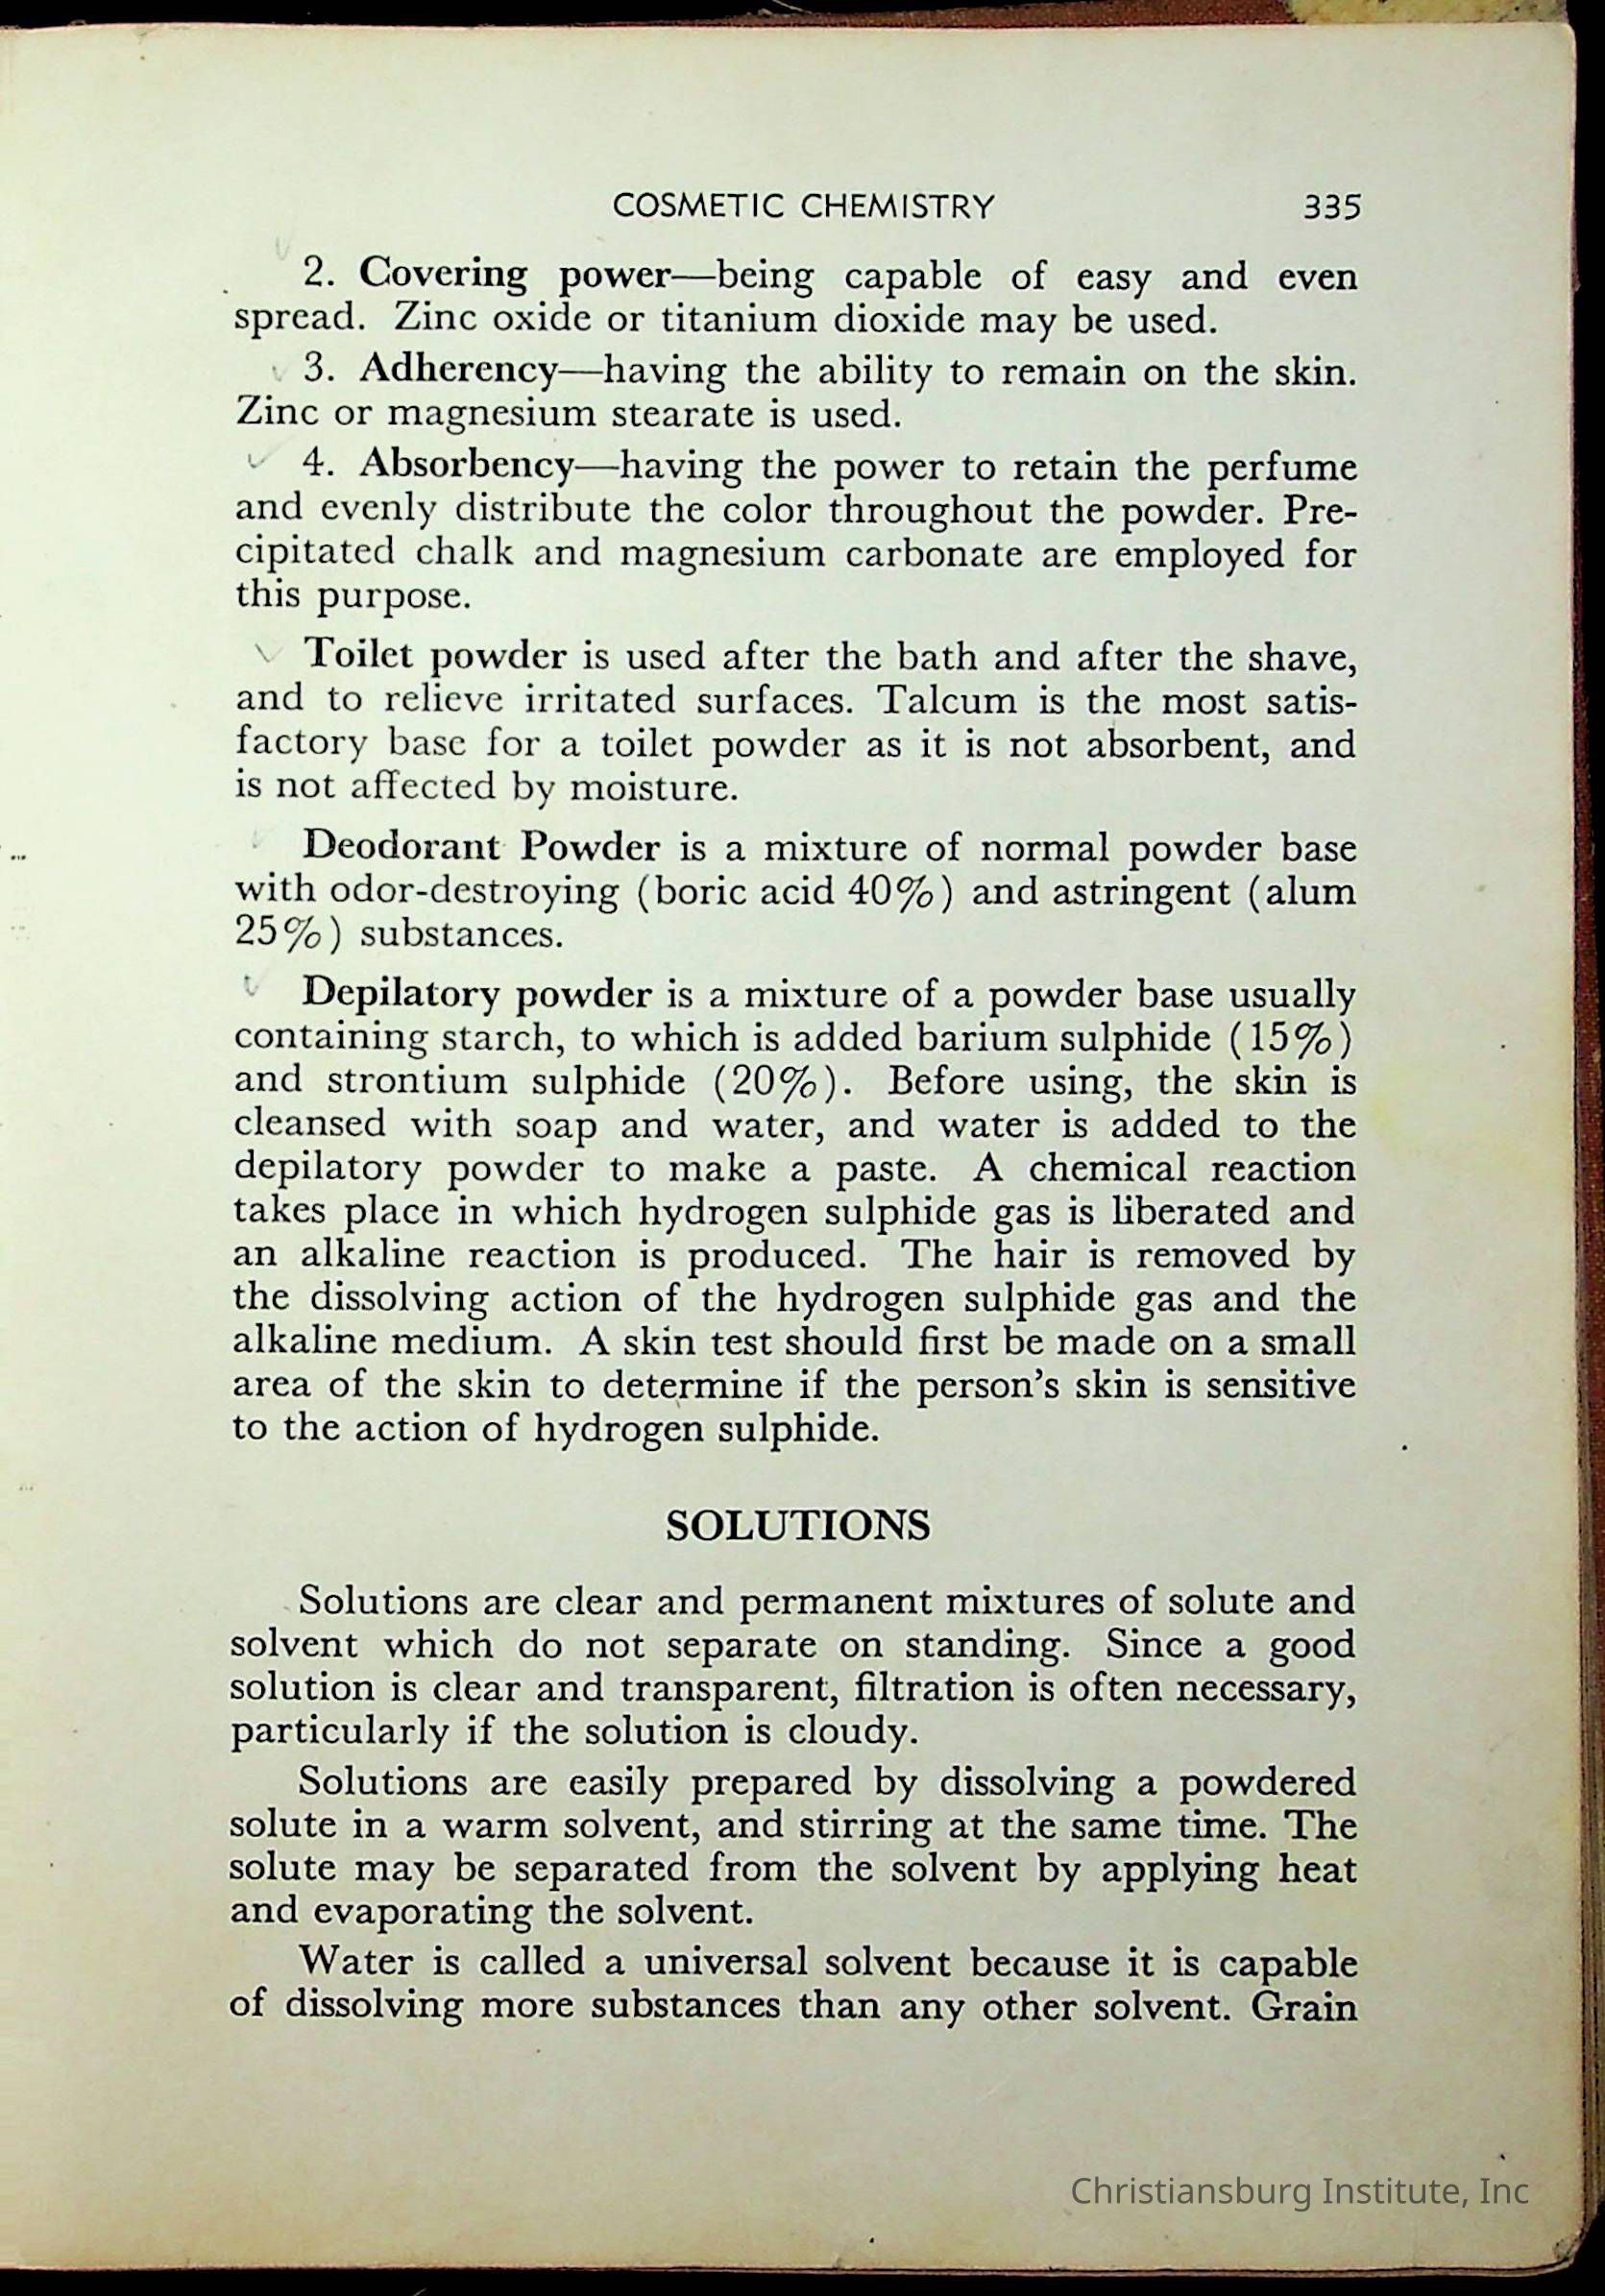 COSMETIC CHEMISTRY 335
2. Covering power—being capable of easy and even
spread. Zinc oxide or titanium dioxide may be used.
3. Adherency—having the ability to remain on the skin.
Zinc or magnesium stearate is used.
4. Absorbency—having the power to retain the perfume
and evenly distribute the color throughout the powder. Pre-
cipitated chalk and magnesium carbonate are employed for
this purpose.
Toilet powder is used after the bath and after the shave,
and to relieve irritated surfaces. Talcum is the most satis-
factory base for a toilet powder as it is not absorbent, and
is not affected by moisture.
Deodorant Powder is a mixture of normal powder base
with odor-destroying (boric acid 40%) and astringent (alum
25%) substances.
Depilatory powder is a mixture of a powder base usually
containing starch, to which is added barium sulphide (15%)
and strontium sulphide (20%). Before using, the skin is
cleansed with soap and water, and water is added to the
depilatory powder to make a paste. A chemical reaction
takes place in which hydrogen sulphide gas is liberated and
an alkaline reaction is produced. The hair is removed by
the dissolving action of the hydrogen sulphide gas and the
alkaline medium. A skin test should first be made on a small
area of the skin to determine if the person's skin is sensitive
to the action of hydrogen sulphide.
SOLUTIONS
Solutions are clear and permanent mixtures of solute and
solvent which do not separate on standing. Since a good
solution is clear and transparent, filtration is often necessary,
particularly if the solution is cloudy.
Solutions are easily prepared by dissolving a powdered
solute in a warm solvent, and stirring at the same time. The
solute may be separated from the solvent by applying heat
and evaporating the solvent.
Water is called a universal solvent because it is capable
of dissolving more substances than any other solvent. Grain
Christiansburg Institute, Inc